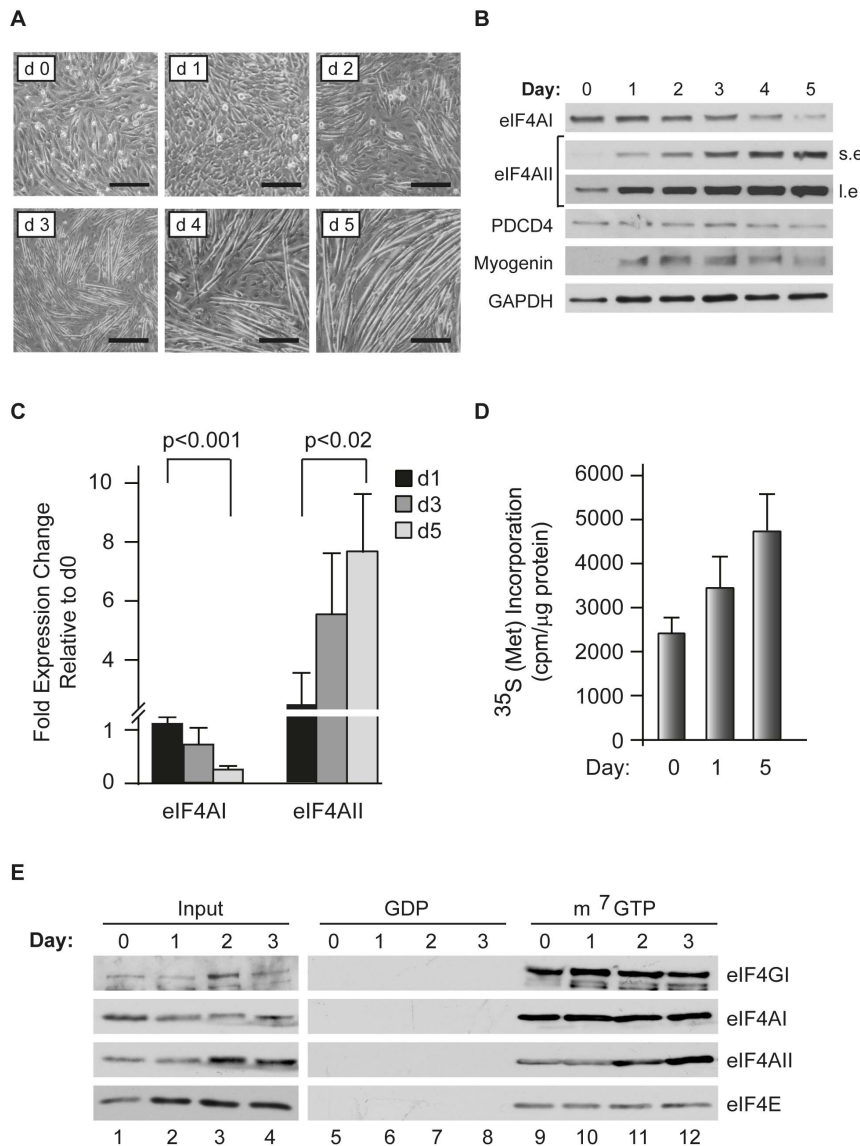 A
d 0
d 1
d 2
d 3
d 4
d 5
B
Day: 0 1 2 3 4 5
eIF4AI
eIF4AII
s.e
l.e
PDCD4
Myogenin
GAPDH
C
p<0.001
p<0.02
Fold Expression Change
Relative to d0
10
8
6
4
1
0
d1
d3
d5
eIF4AI
eIF4AII
D
35S (Met) Incorporation
(cpm/μg protein)
6000
5000
4000
3000
2000
1000
0
Day: 0 1 5
E
Input GDP m 7 GTP
Day: 0 1 2 3 0 1 2 3 0 1 2 3
eIF4GI
eIF4AI
eIF4AII
eIF4E
1 2 3 4 5 6 7 8 9 10 11 12